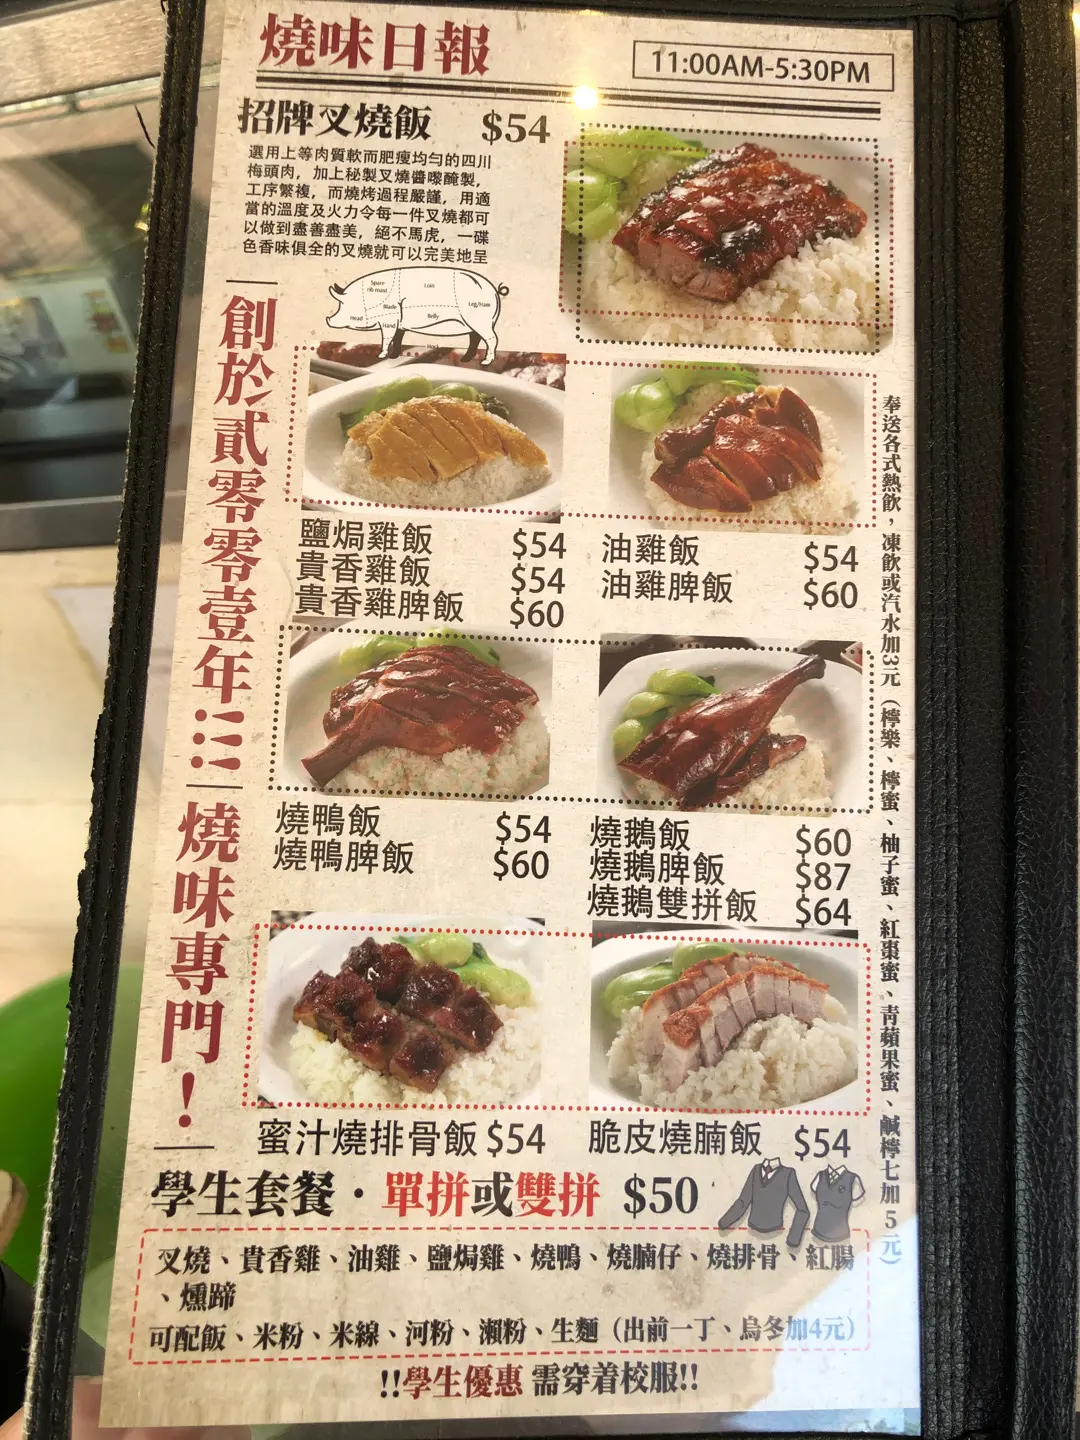 燒味日報
11:00AM-5:30PM
招牌叉燒飯 $54
選用上等肉質軟而肥瘦均勻的四川
梅頭肉，加上秘製叉燒醬嚟醃製，
工序繁複，而燒烤過程嚴謹，用適
當的溫度及火力令每一件叉燒都可
以做到盡善盡美，絕不馬虎，一碟
色香味俱全的叉燒就可以完美地呈
Spare
rib roast
Loin
Leg/Ham
Blade
Head
Hand
Belly
Hock
創於貳零零壹年!!!
燒味專門！
鹽焗雞飯 $54
貴香雞飯 $54
貴香雞脾飯 $60
油雞飯 $54
油雞脾飯 $60
燒鴨飯 $54
燒鴨脾飯 $60
燒鵝飯 $60
燒鵝脾飯 $87
燒鵝雙拼飯 $64
蜜汁燒排骨飯 $54
脆皮燒腩飯 $54
奉送各式熱飲，凍飲或汽水加3元（檸樂、檸蜜、柚子蜜、紅棗蜜、青蘋果蜜、鹹檸七加5元）
學生套餐·單拼或雙拼 $50
叉燒、貴香雞、油雞、鹽焗雞、燒鴨、燒腩仔、燒排骨、紅腸
、燻蹄
可配飯、米粉、米線、河粉、瀨粉、生麵（出前一丁、烏冬加4元）
!!學生優惠 需穿着校服!!